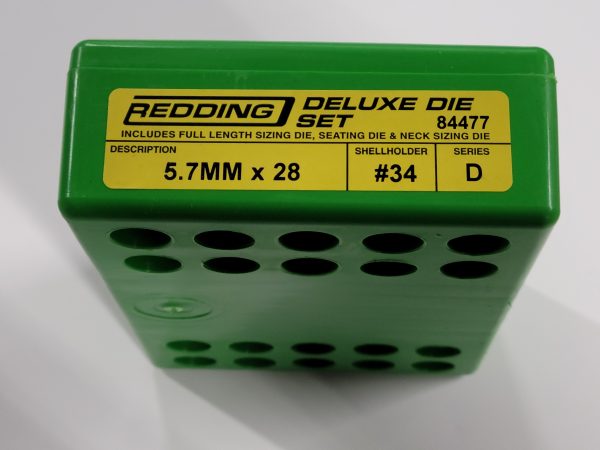 REDDING DELUXE DIE
SET 84477
INCLUDES FULL LENGTH SIZING DIE, SEATING DIE & NECK SIZING DIE
DESCRIPTION SHELLHOLDER SERIES
5.7MM x 28 #34 D